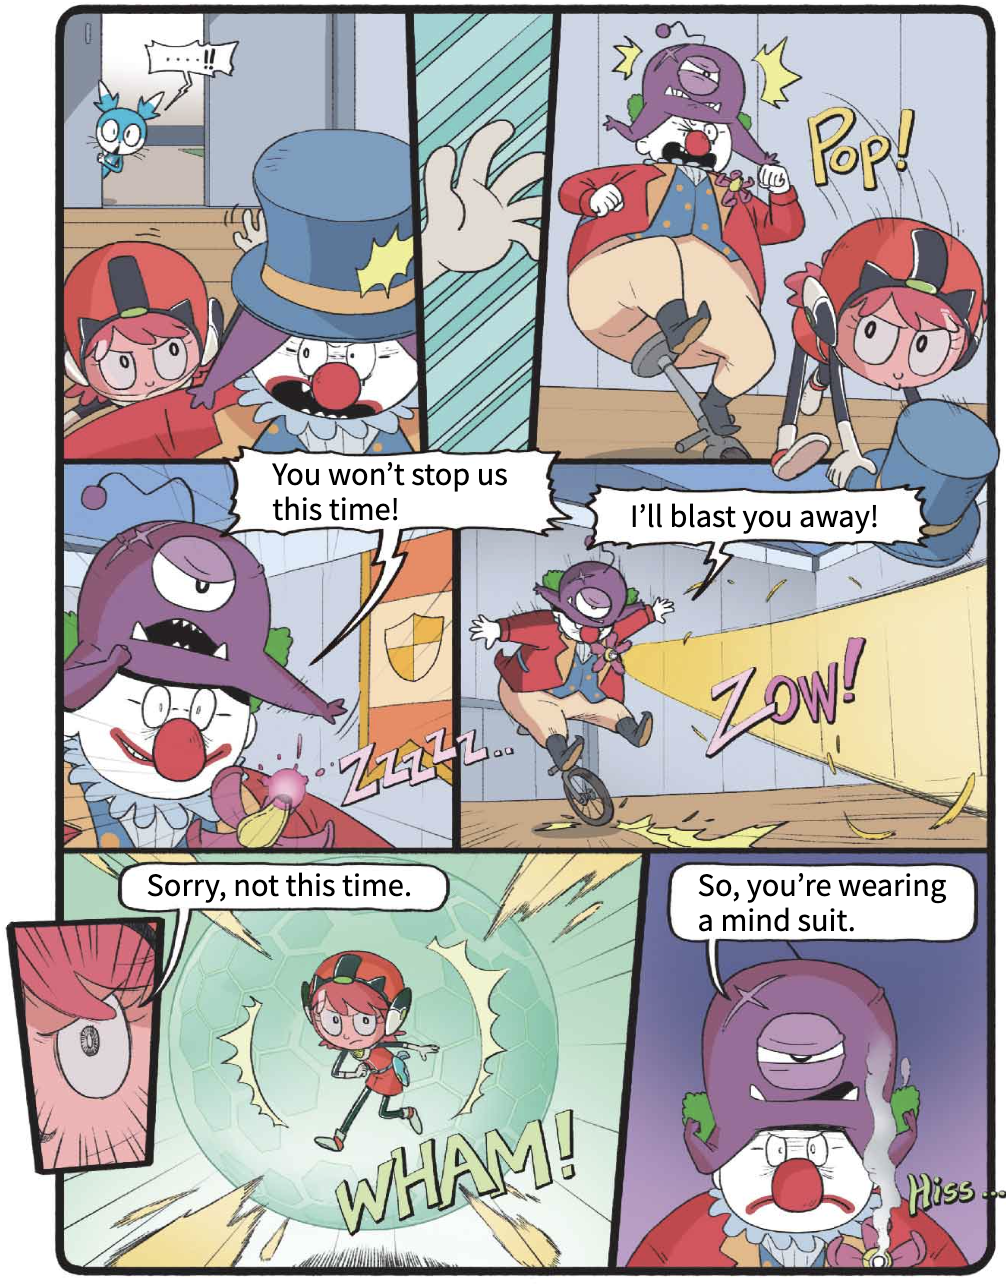 .....!!
POP!
You won't stop us
this time!
I'll blast you away!
ZZZZZ..
ZOW!
Sorry, not this time.
WHAM!
So, you're wearing
a mind suit.
Hiss...